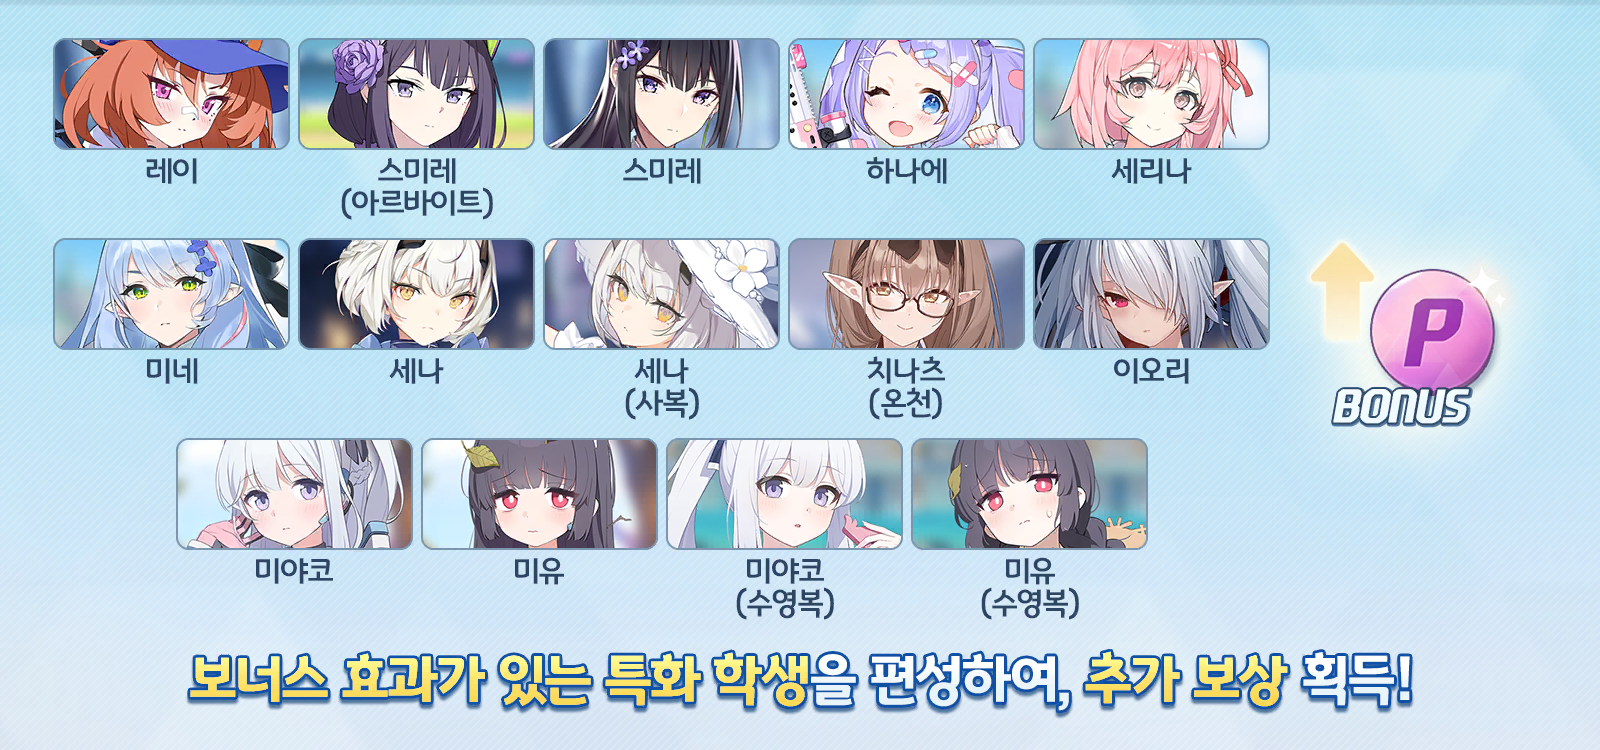 레이
스미레
(아르바이트)
스미레
하나에
세리나
미네
세나
세나
(사복)
치나츠
(온천)
이오리
P
BONUS
미야코
미유
미야코
(수영복)
미유
(수영복)
보너스 효과가 있는 특화 학생을 편성하여, 추가 보상 획득!